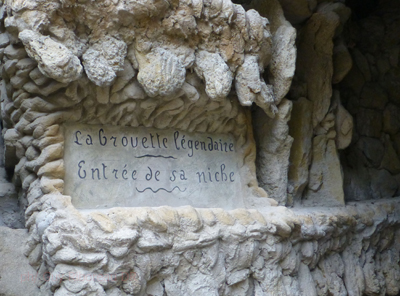 La Brouette légendaire
Entrée de sa niche